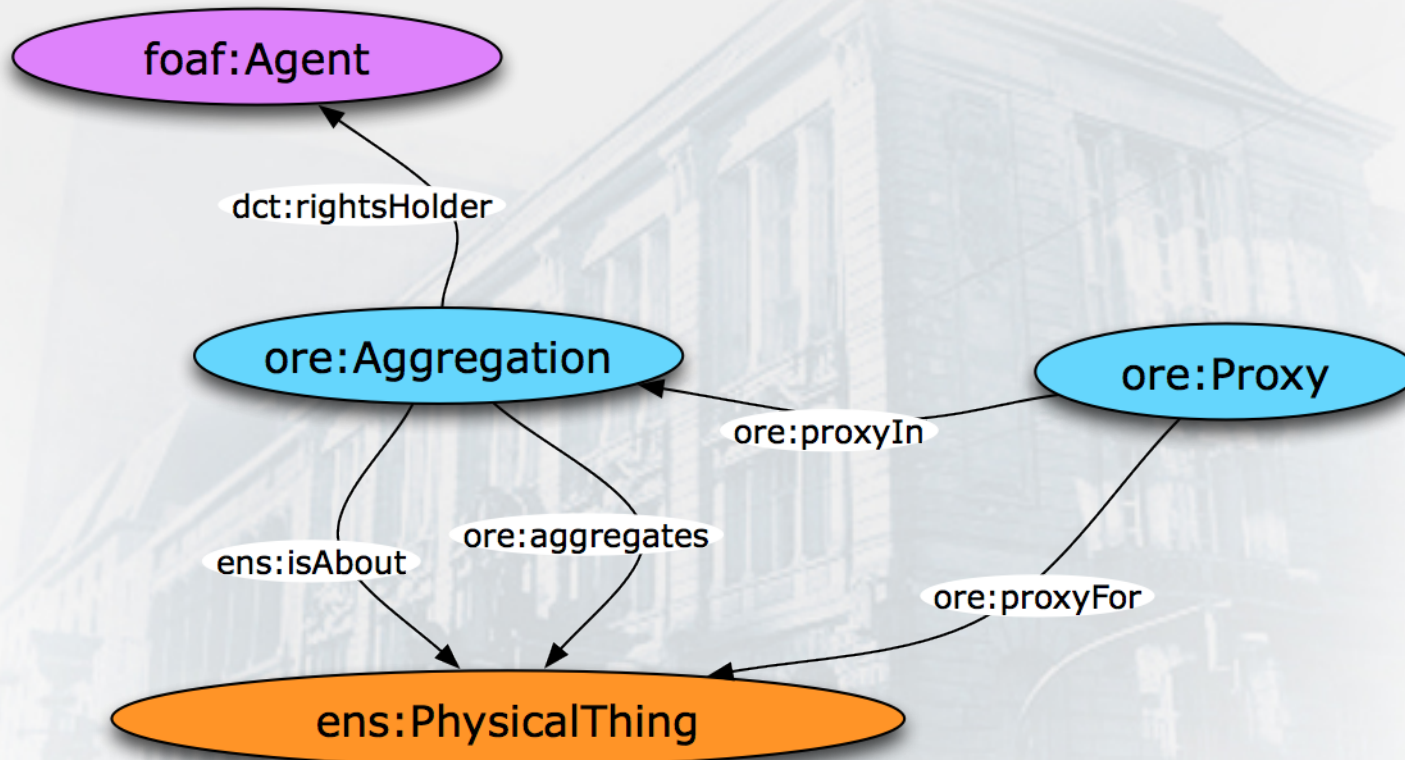 foaf:Agent
dct:rightsHolder
ore:Aggregation
ore:Proxy
ore:proxyIn
ore:aggregates
ens:isAbout
ore:proxyFor
ens:PhysicalThing